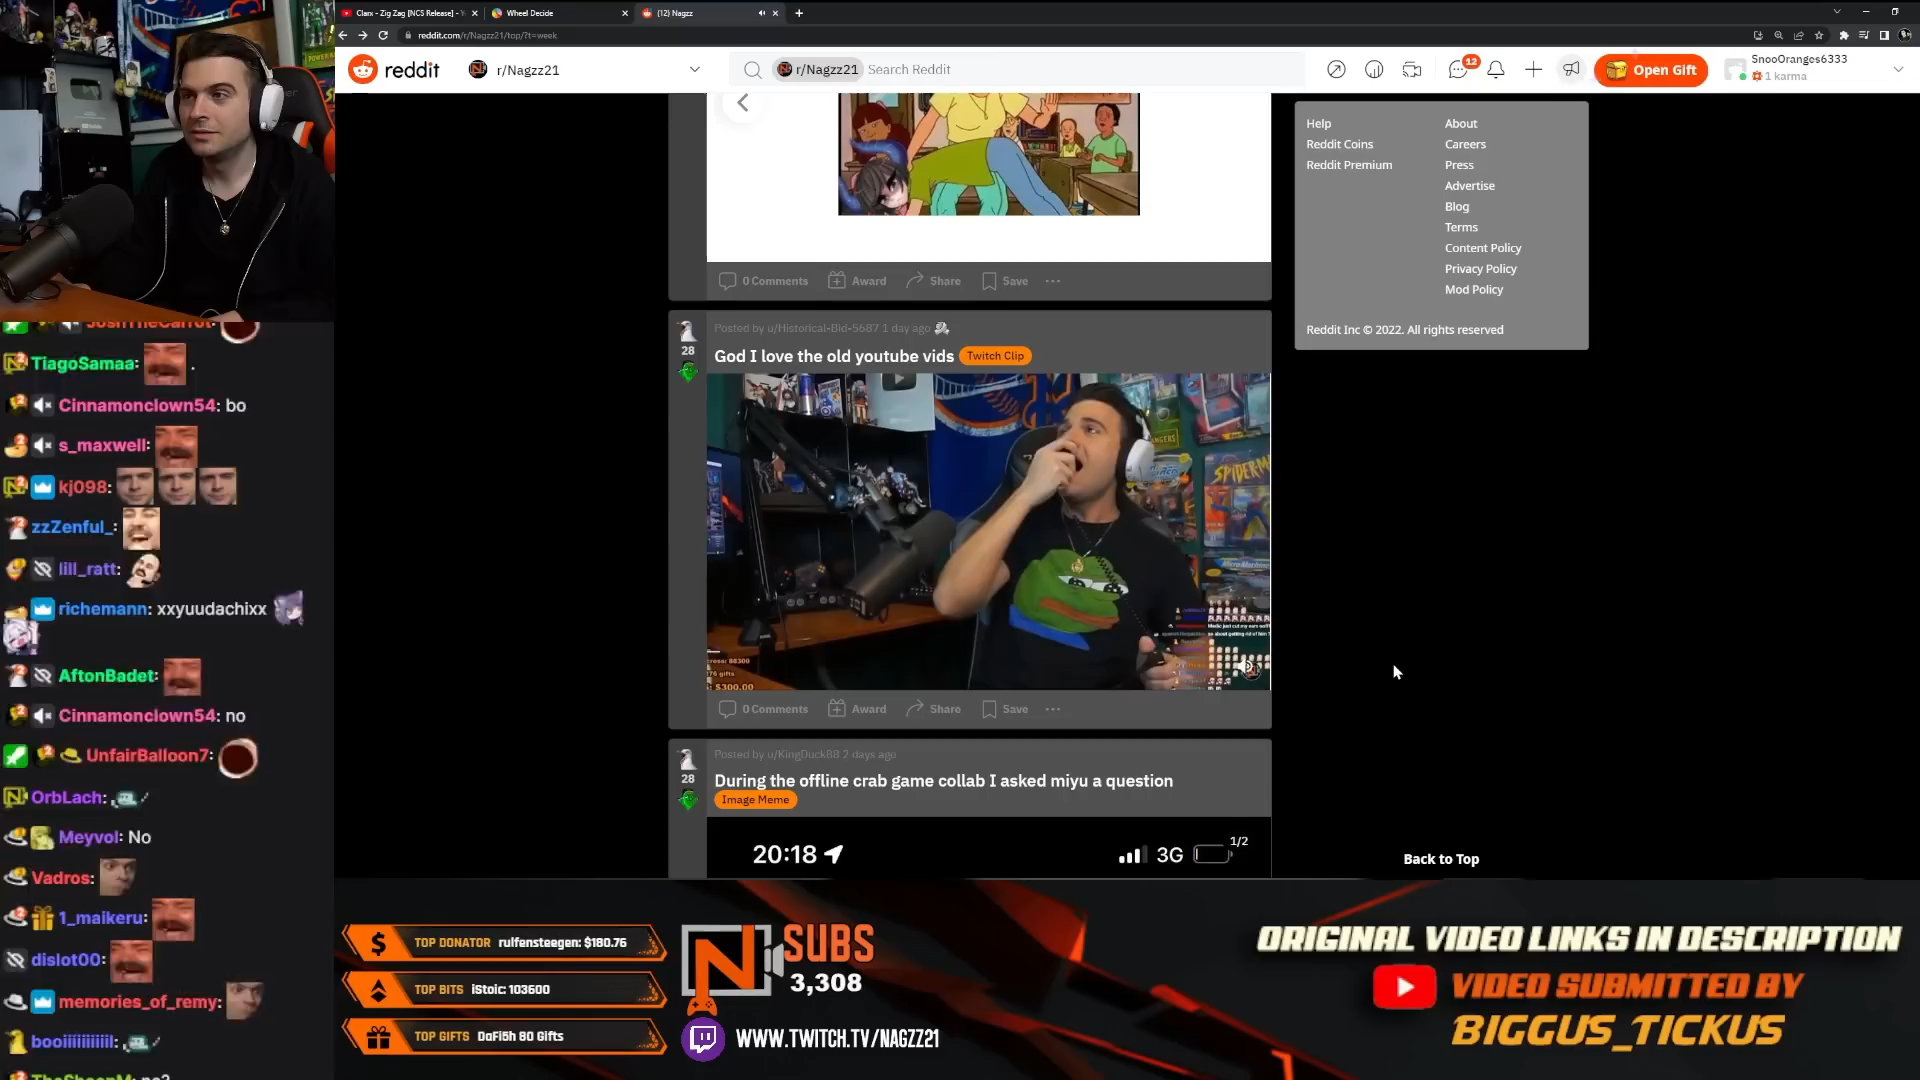 Clarx - Zig Zag [NCS Release] -
Wheel Decide
(12) Nagzz
reddit.com/r/Nagzz21/top/?t=week
reddit
r/Nagzz21
r/Nagzz21 Search Reddit
12
Open Gift
SnooOranges6333
1 karma
0 Comments Award Share Save
Help
Reddit Coins
Reddit Premium
About
Careers
Press
Advertise
Blog
Terms
Content Policy
Privacy Policy
Mod Policy
Reddit Inc © 2022. All rights reserved
28
Posted by u/Historical-Bid-5687 1 day ago
God I love the old youtube vids Twitch Clip
SPIDER-M
$300.00
0 Comments Award Share Save
28
Posted by u/KingDuck88 2 days ago
During the offline crab game collab I asked miyu a question
Image Meme
20:18 3G 1/2
Back to Top
JoshTheCarrot:
TiagoSamaa: .
Cinnamonclown54: bo
s_maxwell:
kj098:
zzZenful_:
lill_ratt:
richemann: xxyuudachixx
AftonBadet:
Cinnamonclown54: no
UnfairBalloon7:
OrbLach:
Meyvol: No
Vadros:
1_maikeru:
dislot00:
memories_of_remy:
TOP DONATOR rulfensteegen: $180.76
TOP BITS iStoic: 103600
TOP GIFTS DaFi5h 80 Gifts
N SUBS
3,308
WWW.TWITCH.TV/NAGZZ21
ORIGINAL VIDEO LINKS IN DESCRIPTION
VIDEO SUBMITTED BY
BIGGUS_TICKUS